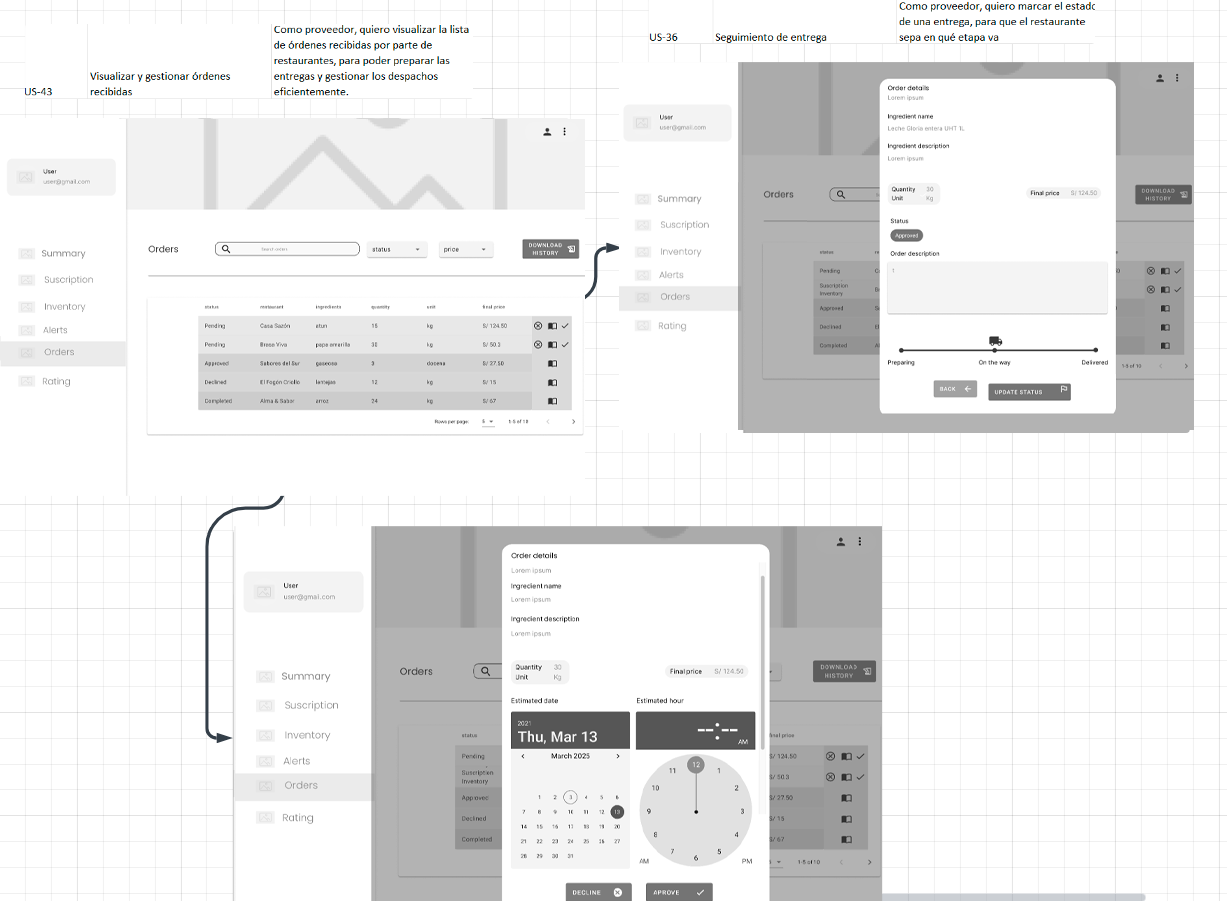 US-43
Visualizar y gestionar órdenes
recibidas
Como proveedor, quiero visualizar la lista
de órdenes recibidas por parte de
restaurantes, para poder preparar las
entregas y gestionar los despachos
eficientemente.
US-36
Seguimiento de entrega
Como proveedor, quiero marcar el estado
de una entrega, para que el restaurante
sepa en qué etapa va
User
user@gmail.com
Summary
Suscription
Inventory
Alerts
Orders
Rating
Orders
status
price
DOWNLOAD
HISTORY
status restaurant ingrediente quantity unit final price
Pending Casa Sazón atun 15 kg S/ 124.50
Pending Brasa Viva papa amarilla 30 kg S/ 50.3
Approved Sabores del Sur gaseosa 9 docena S/ 27.50
Declined El Fogón Criollo lentejas 12 kg S/ 15
Completed Alma & Sabor arroz 24 kg S/ 67
Rows per page: 5 1-5 of 10
User
user@gmail.com
Summary
Suscription
Inventory
Alerts
Orders
Rating
Orders
DOWNLOAD
HISTORY
status
Pending
Suscription
Inventory
Approved
Declined
Completed
1-5 of 10
Order details
Lorem ipsum
Ingredient name
Leche Gloria entera UHT 1L
Ingredient description
Lorem ipsum
Quantity 30
Unit Kg
Final price S/ 124.50
Status
Approved
Order description
1
Preparing
On the way
Delivered
BACK
UPDATE STATUS
User
user@gmail.com
Summary
Suscription
Inventory
Alerts
Orders
Rating
Orders
DOWNLOAD
HISTORY
status
Pending
Suscription
Inventory
Approved
Declined
Completed
final price
S/ 124.50
S/ 50.3
S/ 27.50
S/ 15
S/ 67
1-5 of 10
Order details
Lorem ipsum
Ingrecient name
Lorem ipsum
Ingrecient description
Lorem ipsum
Quantity 30
Unit Kg
Final price S/ 124.50
Estimated date
Estimated hour
2021
Thu, Mar 13
March 2025
1 2 3 4 5 6
7 8 9 10 11 12 13
14 15 16 17 18 19 20
21 22 23 24 25 26 27
28 29 30 31
--:-- AM
12
11 1
10 2
9 3
8 4
7 5
6
AM PM
DECLINE
APROVE